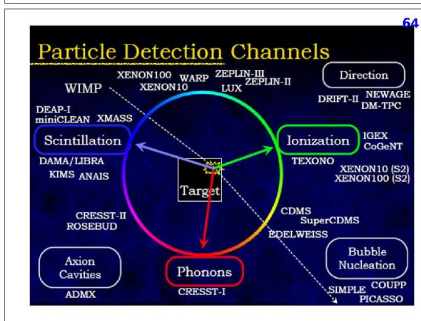 64
Particle Detection Channels
WIMP
XENON100 WARP ZEPLIN-III
XENON10 LUX ZEPLIN-II
Direction
DRIFT-II NEWAGE
DM-TPC
DEAP-I
miniCLEAN XMASS
Scintillation
DAMA/LIBRA
KIMS ANAIS
Ionization
IGEX
CoGeNT
TEXONO
XENON10 (S2)
XENON100 (S2)
Target
CRESST-II
ROSEBUD
CDMS
SuperCDMS
EDELWEISS
Axion
Cavities
ADMX
Phonons
CRESST-I
Bubble
Nucleation
SIMPLE COUPP
PICASSO